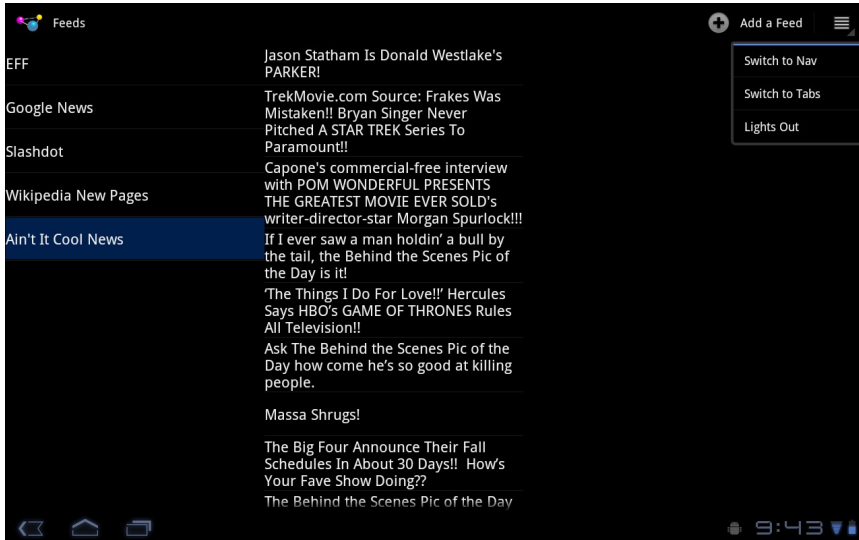 Feeds
Add a Feed
Switch to Nav
Switch to Tabs
Lights Out
EFF
Google News
Slashdot
Wikipedia New Pages
Ain't It Cool News
Jason Statham Is Donald Westlake's
PARKER!
TrekMovie.com Source: Frakes Was
Mistaken!! Bryan Singer Never
Pitched A STAR TREK Series To
Paramount!!
Capone's commercial-free interview
with POM WONDERFUL PRESENTS
THE GREATEST MOVIE EVER SOLD's
writer-director-star Morgan Spurlock!!!
If I ever saw a man holdin’ a bull by
the tail, the Behind the Scenes Pic of
the Day is it!
‘The Things I Do For Love!!’ Hercules
Says HBO’s GAME OF THRONES Rules
All Television!!
Ask The Behind the Scenes Pic of the
Day how come he’s so good at killing
people.
Massa Shrugs!
The Big Four Announce Their Fall
Schedules In About 30 Days!!  How’s
Your Fave Show Doing??
The Behind the Scenes Pic of the Day
9:43